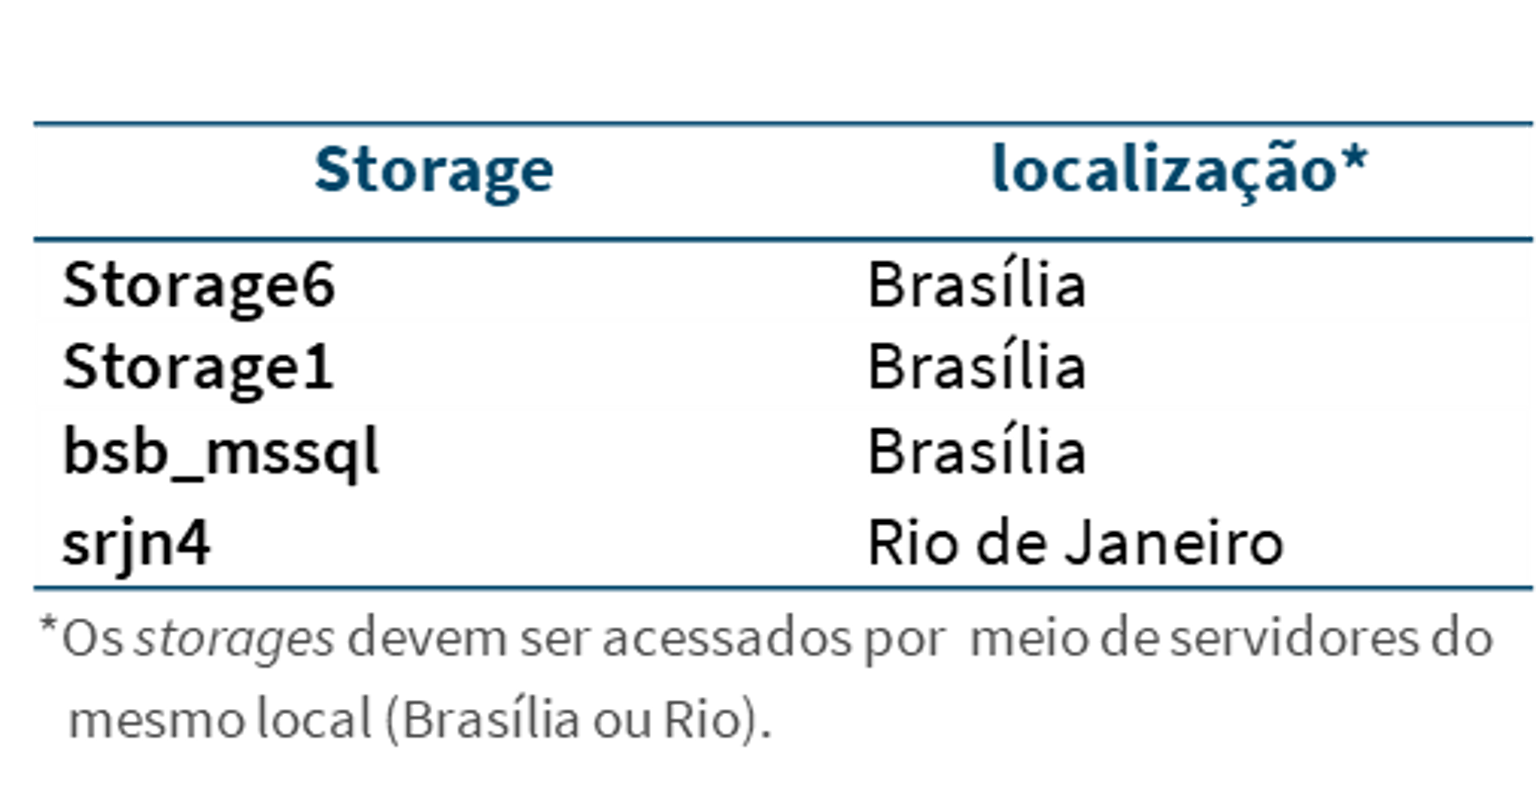 Storage localização*
Storage6 Brasília
Storage1 Brasília
bsb_mssql Brasília
srjn4 Rio de Janeiro
*Os storages devem ser acessados por meio de servidores do
mesmo local (Brasília ou Rio).